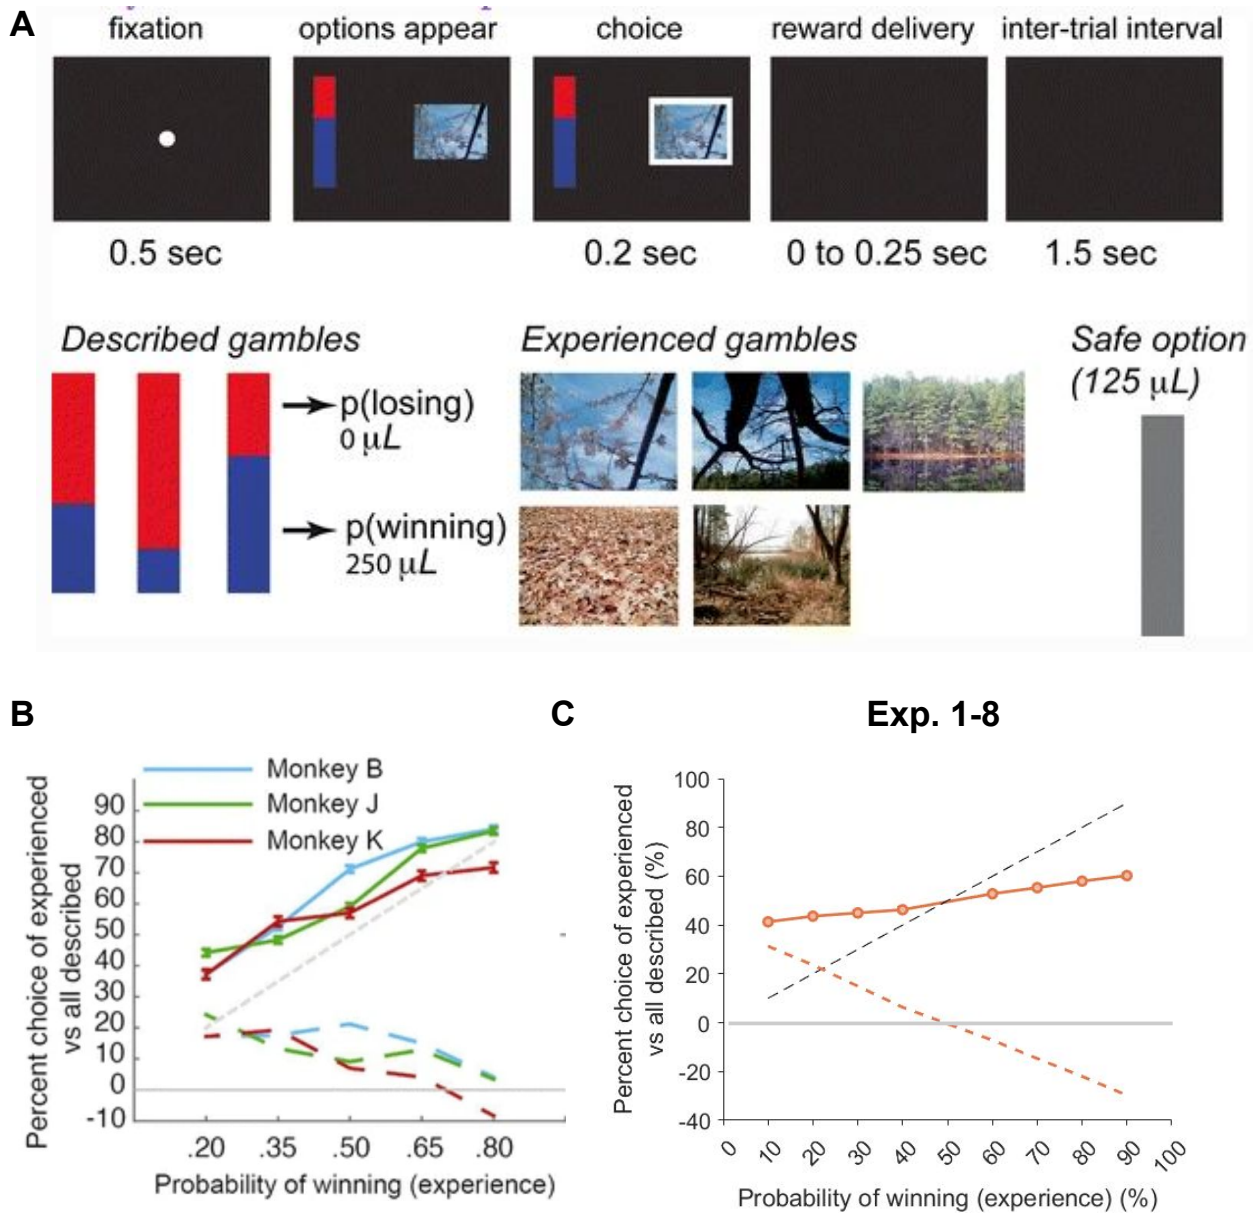 A
fixation
options appear
choice
reward delivery
inter-trial interval
0.5 sec
0.2 sec
0 to 0.25 sec
1.5 sec
Described gambles
p(losing)
0 µL
p(winning)
250 µL
Experienced gambles
Safe option
(125 µL)
B
Monkey B
Monkey J
Monkey K
Percent choice of experienced
vs all described
90
80
70
60
50
40
30
20
10
0
-10
.20 .35 .50 .65 .80
Probability of winning (experience)
C
Exp. 1-8
Percent choice of experienced
vs all described (%)
100
80
60
40
20
0
-20
-40
0 10 20 30 40 50 60 70 80 90 100
Probability of winning (experience) (%)